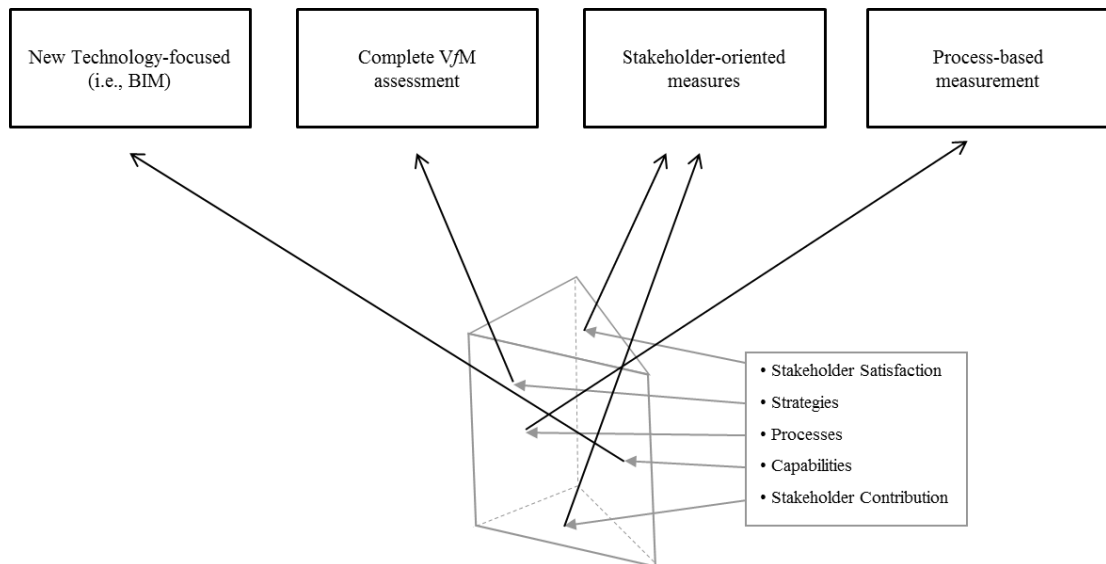 New Technology-focused
(i.e., BIM)
Complete VfM
assessment
Stakeholder-oriented
measures
Process-based
measurement
• Stakeholder Satisfaction
• Strategies
• Processes
• Capabilities
• Stakeholder Contribution